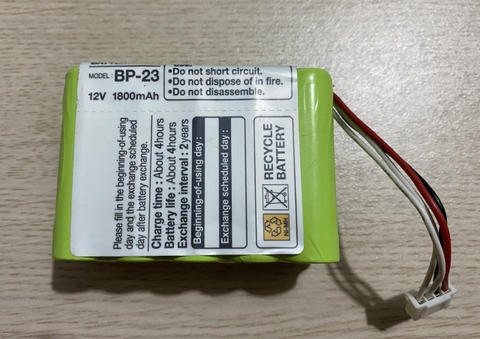 MODEL: BP-23
12V 1800mAh
•Do not short circuit.
•Do not dispose of in fire.
•Do not disassemble.
Please fill in the beginning-of-using
day and the exchange scheduled
day after battery exchange.
Charge time : About 4hours
Battery life : About 4hours
Exchange interval : 2years
Beginning-of-using day :
Exchange scheduled day :
RECYCLE
BATTERY
Ni-MH